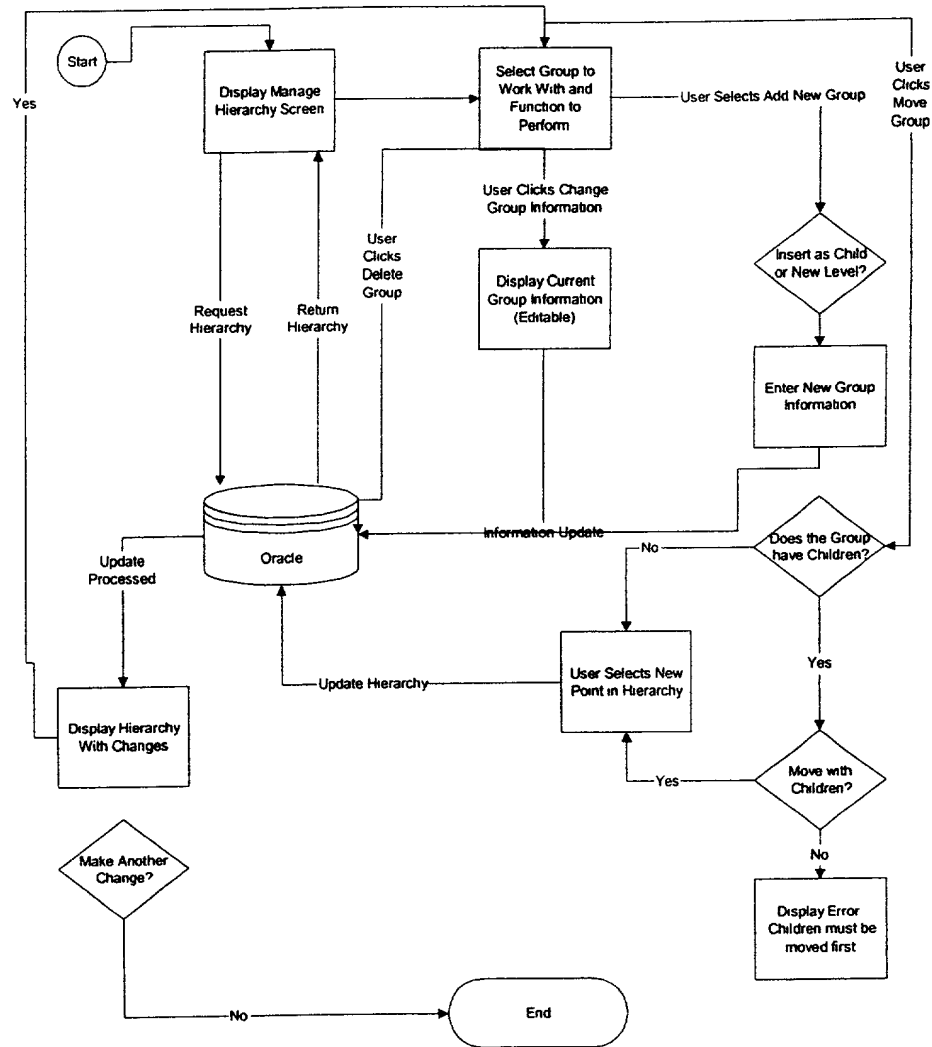 Start
Yes
Display Manage
Hierarchy Screen
Select Group to
Work With and
Function to
Perform
User Selects Add New Group
User
Clicks
Move
Group
User Clicks Change
Group Information
User
Clicks
Delete
Group
Insert as Child
or New Level?
Display Current
Group Information
(Editable)
Request
Hierarchy
Return
Hierarchy
Enter New Group
Information
Oracle
Information Update
Does the Group
have Children?
No
Update
Processed
Yes
User Selects New
Point in Hierarchy
Update Hierarchy
Display Hierarchy
With Changes
Move with
Children?
Yes
No
Make Another
Change?
Display Error
Children must be
moved first
No
End